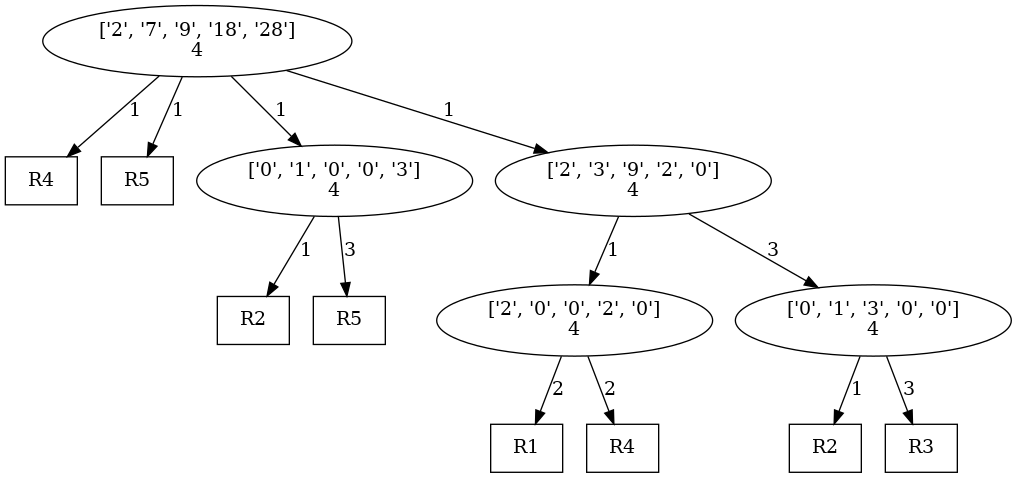 ['2', '7', '9', '18', '28']
4
1
1
1
1
R4
R5
['0', '1', '0', '0', '3']
4
['2', '3', '9', '2', '0']
4
1
3
1
3
R2
R5
['2', '0', '0', '2', '0']
4
['0', '1', '3', '0', '0']
4
2
2
1
3
R1
R4
R2
R3